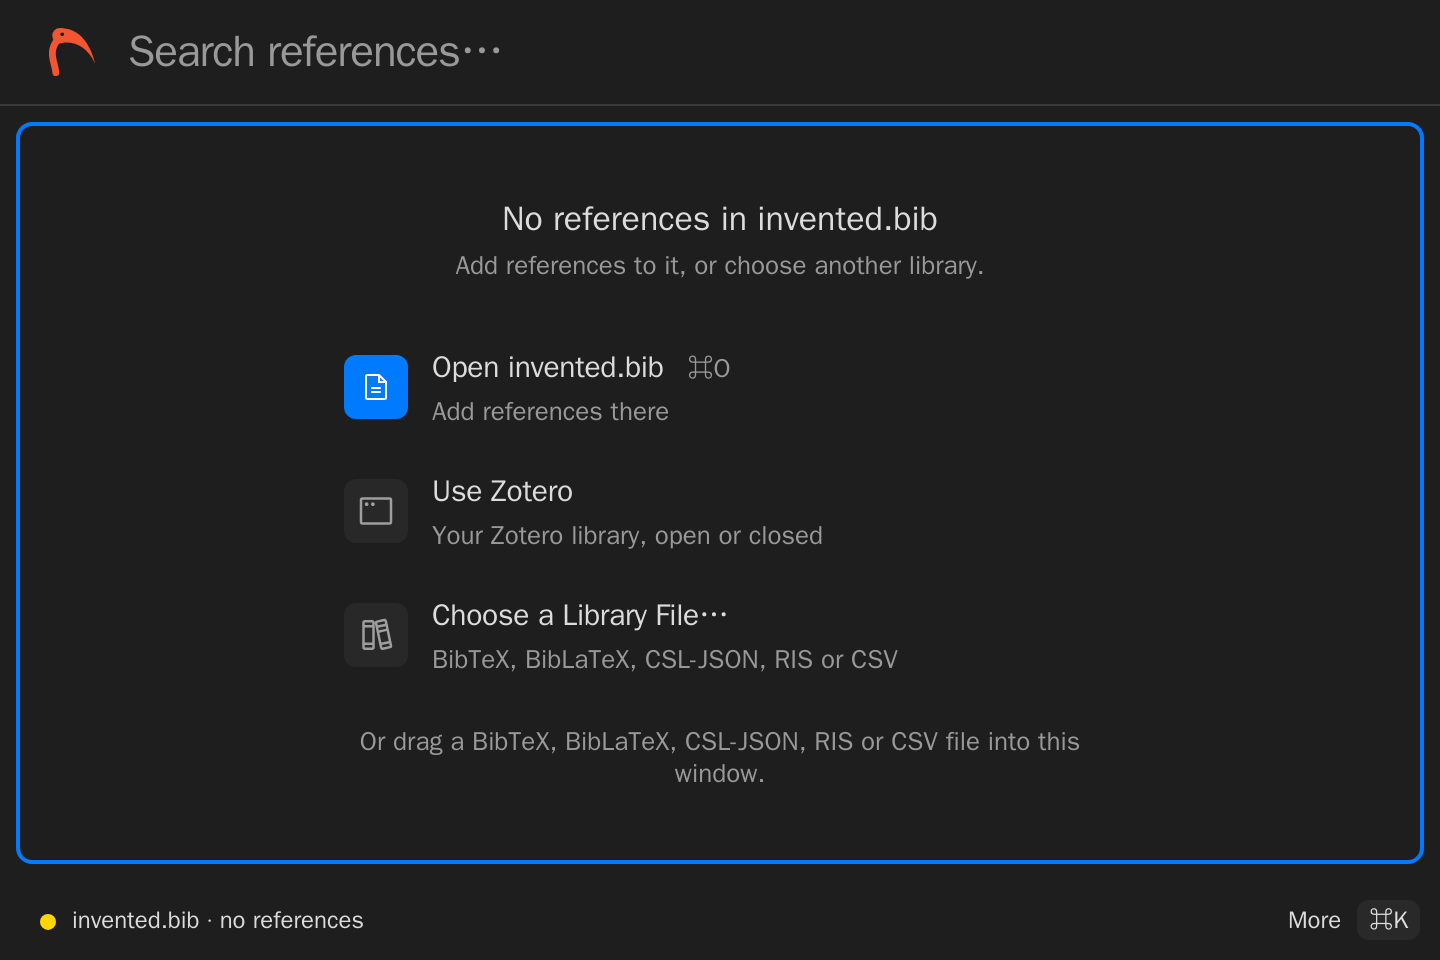 Search references…
No references in invented.bib
Add references to it, or choose another library.
Open invented.bib ⌘O
Add references there
Use Zotero
Your Zotero library, open or closed
Choose a Library File…
BibTeX, BibLaTeX, CSL-JSON, RIS or CSV
Or drag a BibTeX, BibLaTeX, CSL-JSON, RIS or CSV file into this
window.
invented.bib · no references
More ⌘K